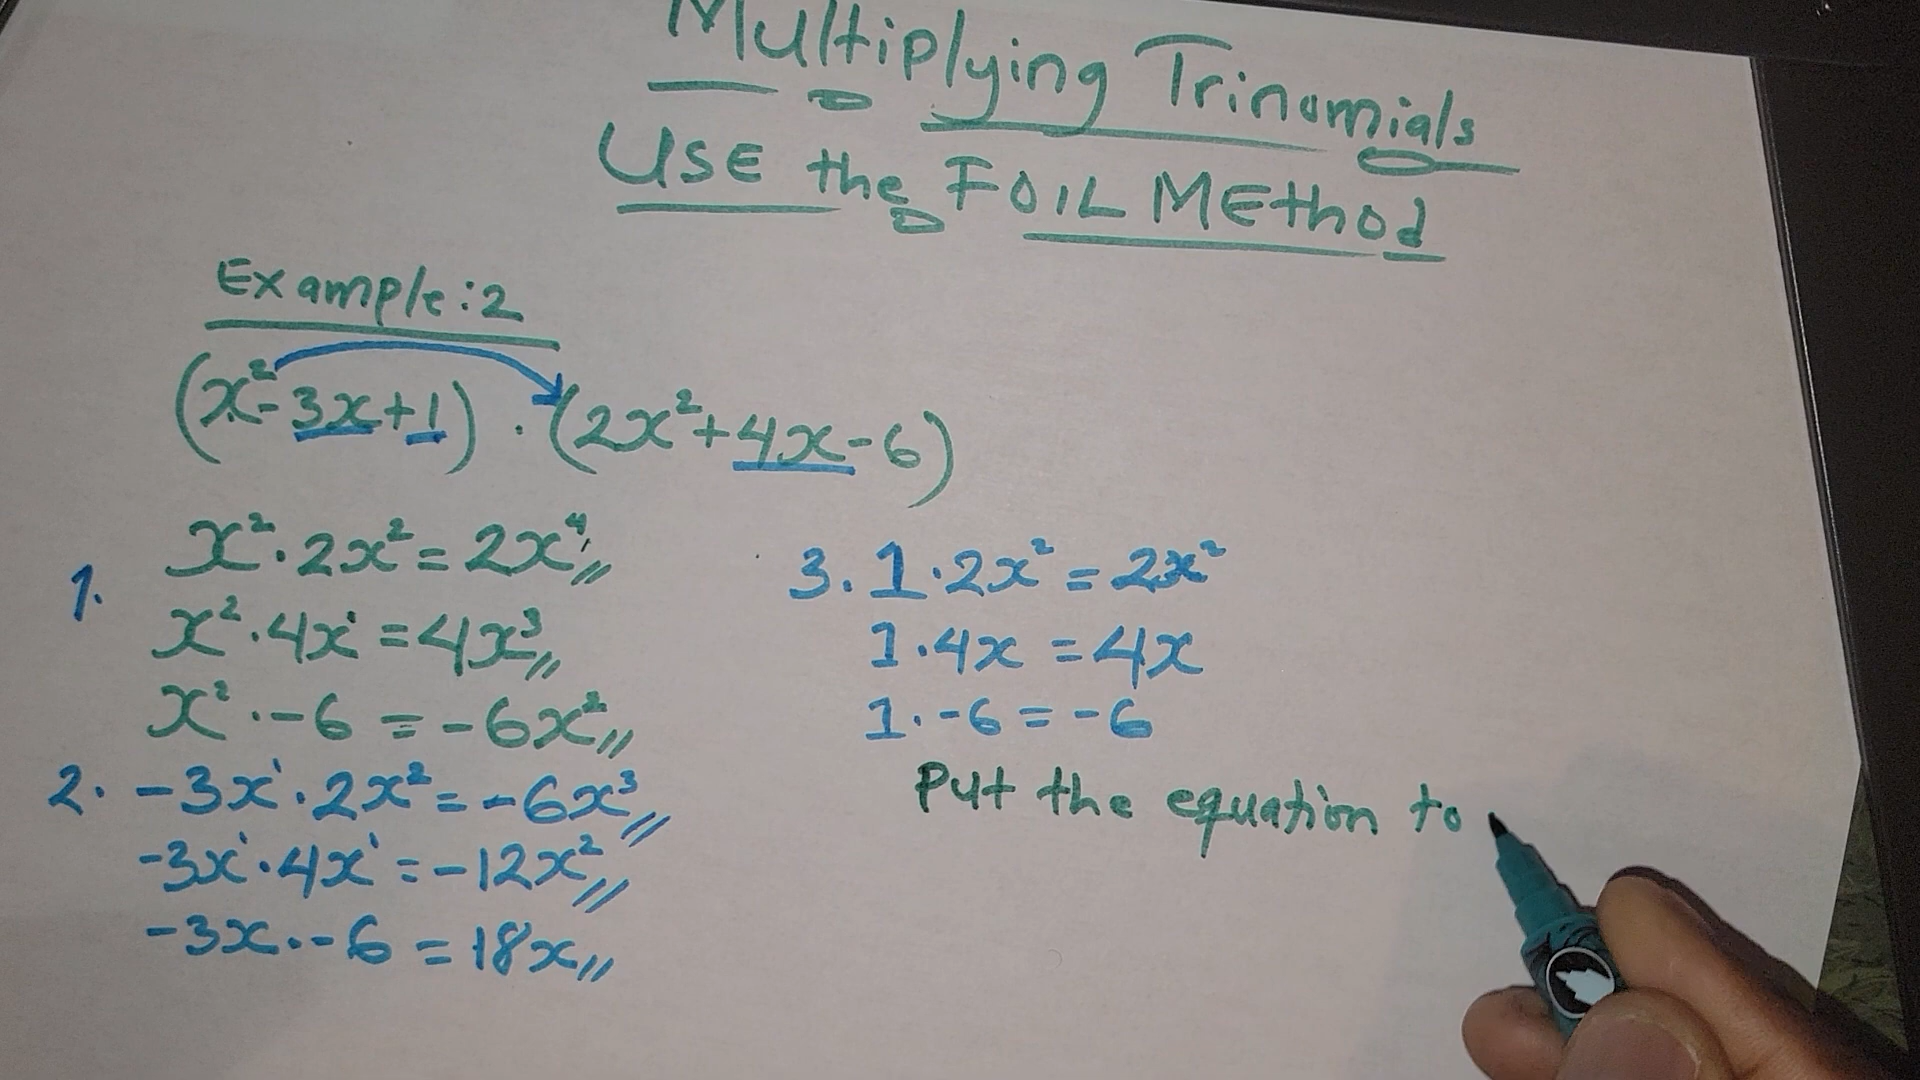 Multiplying Trinomials
USE the FOIL METhod
Example:2
(x²-3x+1) · (2x²+4x-6)
1.
x²·2x²=2x⁴
x²·4x¹=4x³
x²·-6=-6x²
2. -3x¹·2x²=-6x³
-3x¹·4x¹=-12x²
-3x·-6=18x
3. 1·2x²=2x²
1·4x=4x
1·-6=-6
Put the equation to